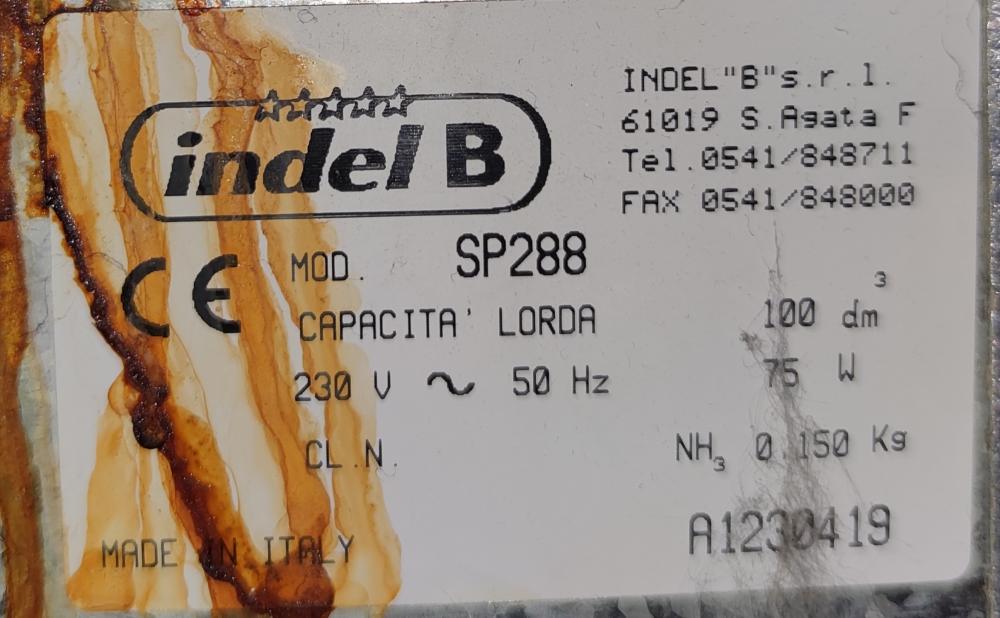 indel B
INDEL "B" s.r.l.
61019 S.Agata F
Tel.0541/848711
FAX 0541/848000
CE
MOD. SP288
CAPACITA' LORDA 100 dm³
230 V ~ 50 Hz 75 W
CL.N. NH₃ 0.150 Kg
A1230419
MADE IN ITALY